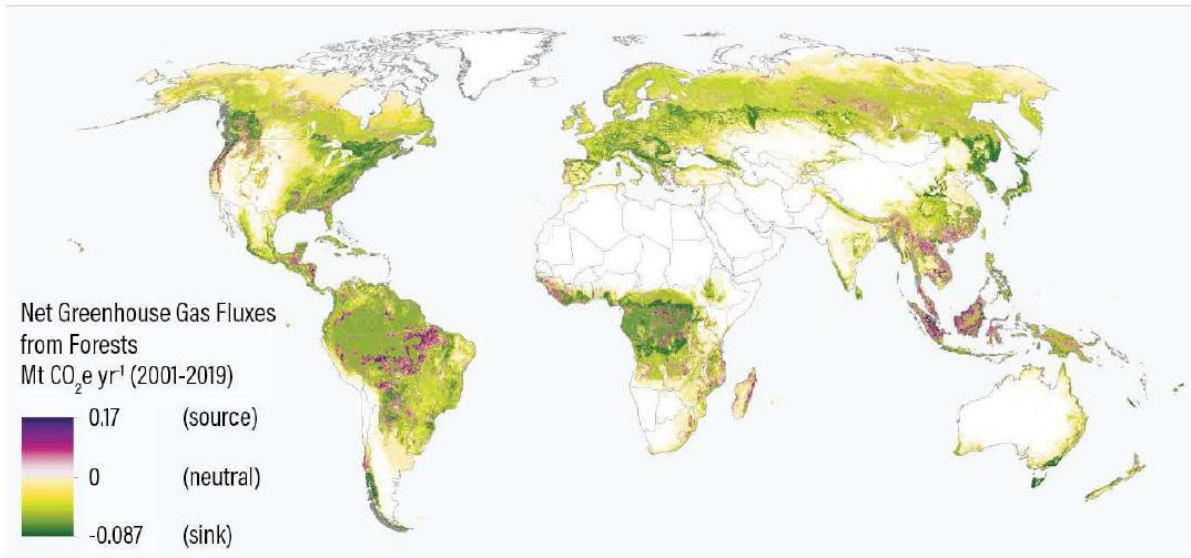 Net Greenhouse Gas Fluxes
from Forests
Mt CO₂e yr⁻¹ (2001-2019)
0.17 (source)
0 (neutral)
-0.087 (sink)